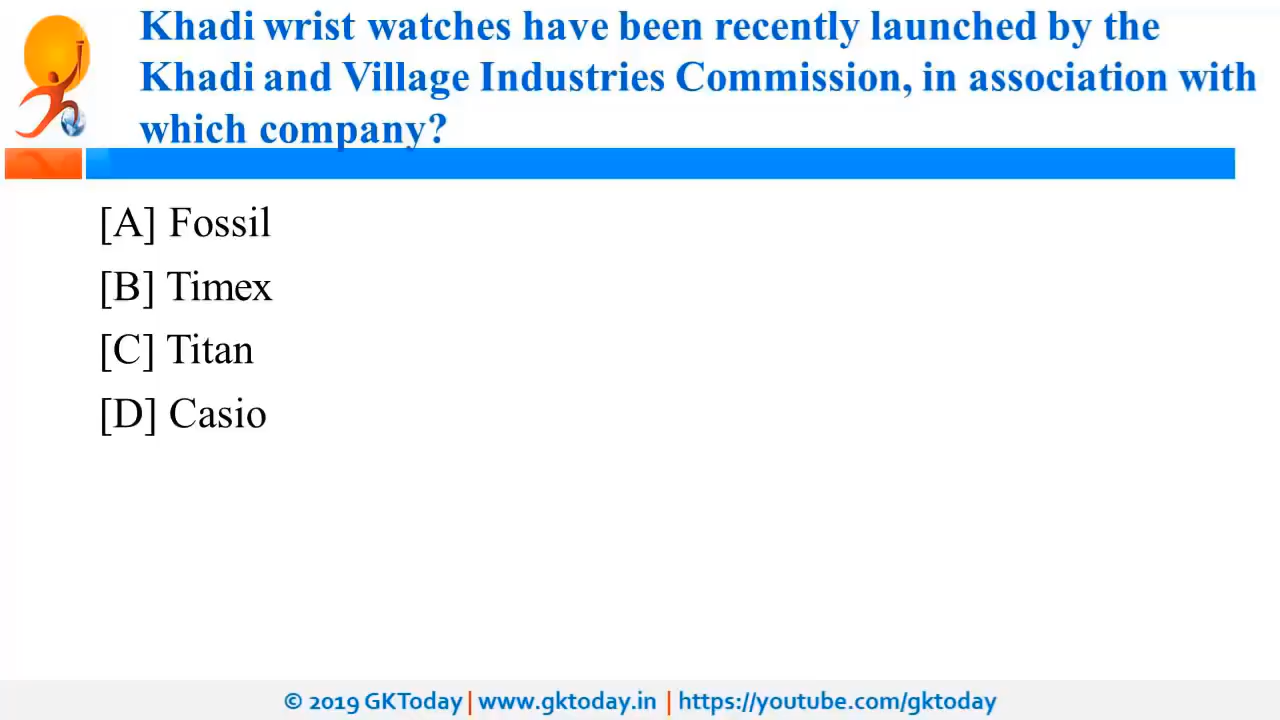 Khadi wrist watches have been recently launched by the
Khadi and Village Industries Commission, in association with
which company?
[A] Fossil
[B] Timex
[C] Titan
[D] Casio
© 2019 GKToday | www.gktoday.in | https://youtube.com/gktoday